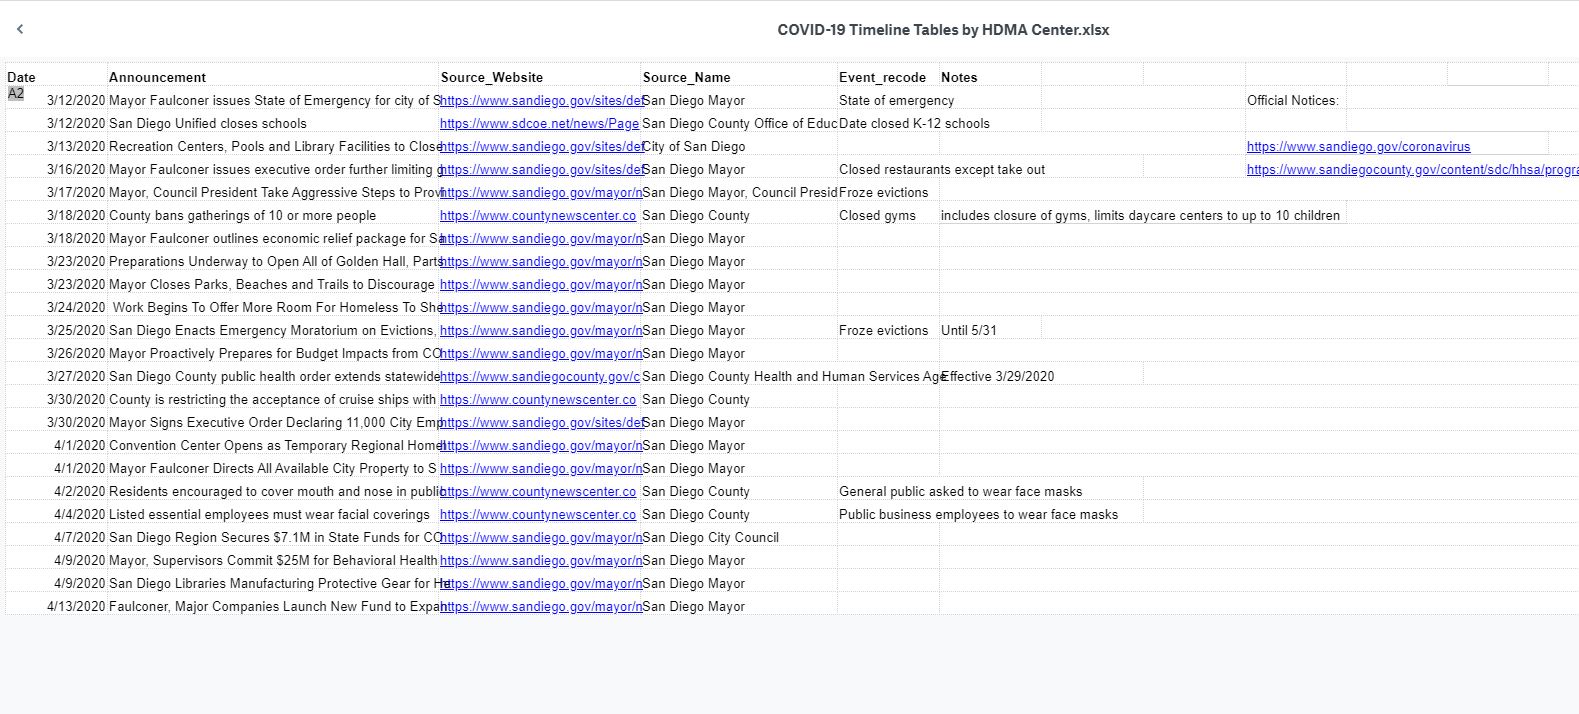 COVID-19 Timeline Tables by HDMA Center.xlsx
Date Announcement Source_Website Source_Name Event_recode Notes
A2
3/12/2020 Mayor Faulconer issues State of Emergency for city of S https://www.sandiego.gov/sites/def San Diego Mayor State of emergency Official Notices:
3/12/2020 San Diego Unified closes schools https://www.sdcoe.net/news/Page San Diego County Office of Educ Date closed K-12 schools
3/13/2020 Recreation Centers, Pools and Library Facilities to Close https://www.sandiego.gov/sites/def City of San Diego https://www.sandiego.gov/coronavirus
3/16/2020 Mayor Faulconer issues executive order further limiting g https://www.sandiego.gov/sites/def San Diego Mayor Closed restaurants except take out https://www.sandiegocounty.gov/content/sdc/hhsa/progra
3/17/2020 Mayor, Council President Take Aggressive Steps to Provi https://www.sandiego.gov/mayor/n San Diego Mayor, Council Presid Froze evictions
3/18/2020 County bans gatherings of 10 or more people https://www.countynewscenter.co San Diego County Closed gyms includes closure of gyms, limits daycare centers to up to 10 children
3/18/2020 Mayor Faulconer outlines economic relief package for Sa https://www.sandiego.gov/mayor/n San Diego Mayor
3/23/2020 Preparations Underway to Open All of Golden Hall, Parts https://www.sandiego.gov/mayor/n San Diego Mayor
3/23/2020 Mayor Closes Parks, Beaches and Trails to Discourage https://www.sandiego.gov/mayor/n San Diego Mayor
3/24/2020 Work Begins To Offer More Room For Homeless To She https://www.sandiego.gov/mayor/n San Diego Mayor
3/25/2020 San Diego Enacts Emergency Moratorium on Evictions, https://www.sandiego.gov/mayor/n San Diego Mayor Froze evictions Until 5/31
3/26/2020 Mayor Proactively Prepares for Budget Impacts from CO https://www.sandiego.gov/mayor/n San Diego Mayor
3/27/2020 San Diego County public health order extends statewide https://www.sandiegocounty.gov/c San Diego County Health and Human Services Age Effective 3/29/2020
3/30/2020 County is restricting the acceptance of cruise ships with https://www.countynewscenter.co San Diego County
3/30/2020 Mayor Signs Executive Order Declaring 11,000 City Emp https://www.sandiego.gov/sites/def San Diego Mayor
4/1/2020 Convention Center Opens as Temporary Regional Homel https://www.sandiego.gov/mayor/n San Diego Mayor
4/1/2020 Mayor Faulconer Directs All Available City Property to S https://www.sandiego.gov/mayor/n San Diego Mayor
4/2/2020 Residents encouraged to cover mouth and nose in public https://www.countynewscenter.co San Diego County General public asked to wear face masks
4/4/2020 Listed essential employees must wear facial coverings https://www.countynewscenter.co San Diego County Public business employees to wear face masks
4/7/2020 San Diego Region Secures $7.1M in State Funds for CO https://www.sandiego.gov/mayor/n San Diego City Council
4/9/2020 Mayor, Supervisors Commit $25M for Behavioral Health https://www.sandiego.gov/mayor/n San Diego Mayor
4/9/2020 San Diego Libraries Manufacturing Protective Gear for He https://www.sandiego.gov/mayor/n San Diego Mayor
4/13/2020 Faulconer, Major Companies Launch New Fund to Expan https://www.sandiego.gov/mayor/n San Diego Mayor